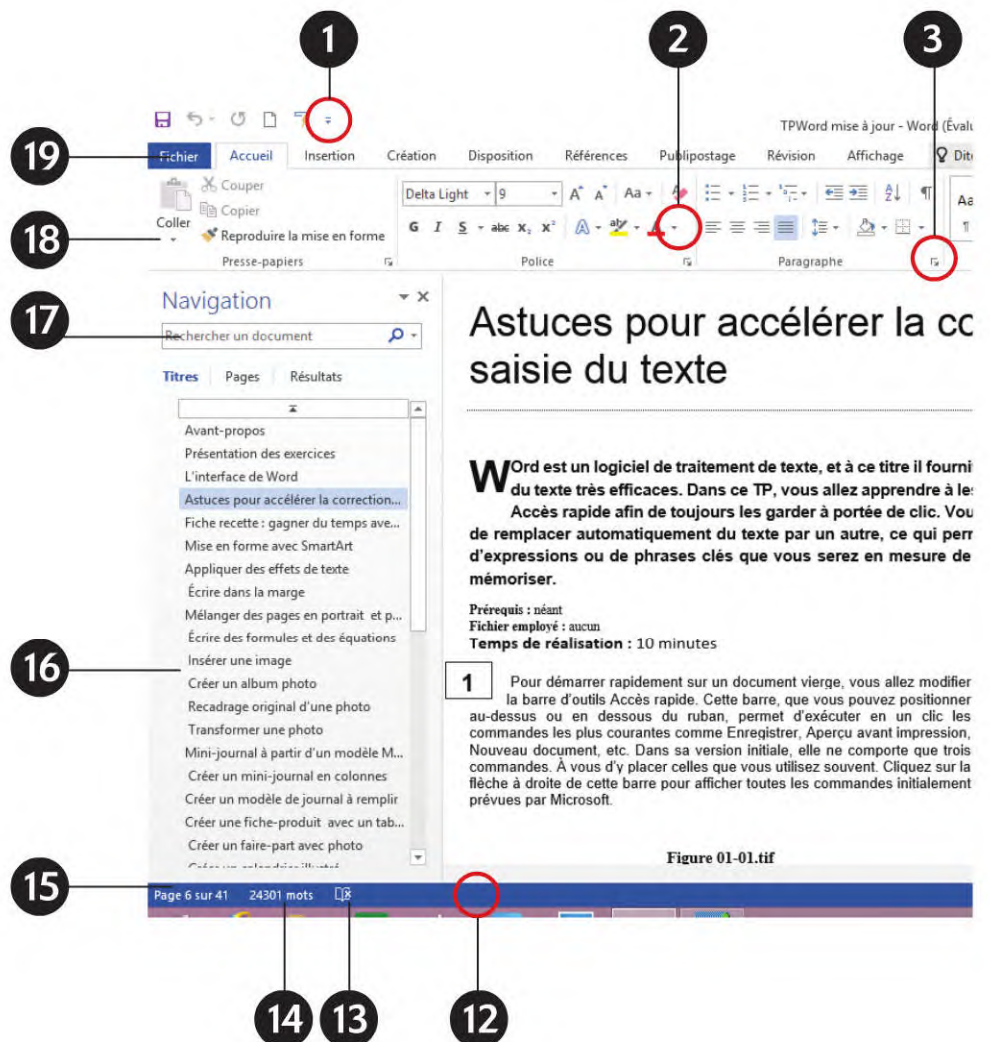 1
2
3
TPWord mise à jour - Word (Évalu
19
Fichier Accueil Insertion Création Disposition Références Publipostage Révision Affichage Dite
Couper
Copier
Coller
Reproduire la mise en forme
Presse-papiers
Delta Light 9 A A Aa
G I S abc X₂ X² A aby A
Police
A Z ¶
Paragraphe
Aa
¶
18
17
Navigation
Rechercher un document
Titres Pages Résultats
Avant-propos
Présentation des exercices
L'interface de Word
Astuces pour accélérer la correction...
Fiche recette : gagner du temps ave...
Mise en forme avec SmartArt
Appliquer des effets de texte
Écrire dans la marge
Mélanger des pages en portrait et p...
Écrire des formules et des équations
Insérer une image
Créer un album photo
Recadrage original d'une photo
Transformer une photo
Mini-journal à partir d'un modèle M...
Créer un mini-journal en colonnes
Créer un modèle de journal à remplir
Créer une fiche-produit avec un tab...
Créer un faire-part avec photo
16
Astuces pour accélérer la co
saisie du texte
WOrd est un logiciel de traitement de texte, et à ce titre il fourni
du texte très efficaces. Dans ce TP, vous allez apprendre à le
Accès rapide afin de toujours les garder à portée de clic. Vou
de remplacer automatiquement du texte par un autre, ce qui perr
d'expressions ou de phrases clés que vous serez en mesure de
mémoriser.
Prérequis : néant
Fichier employé : aucun
Temps de réalisation : 10 minutes
1
Pour démarrer rapidement sur un document vierge, vous allez modifier
la barre d'outils Accès rapide. Cette barre, que vous pouvez positionner
au-dessus ou en dessous du ruban, permet d'exécuter en un clic les
commandes les plus courantes comme Enregistrer, Aperçu avant impression,
Nouveau document, etc. Dans sa version initiale, elle ne comporte que trois
commandes. À vous d'y placer celles que vous utilisez souvent. Cliquez sur la
flèche à droite de cette barre pour afficher toutes les commandes initialement
prévues par Microsoft.
Figure 01-01.tif
15
Page 6 sur 41 24301 mots
14
13
12